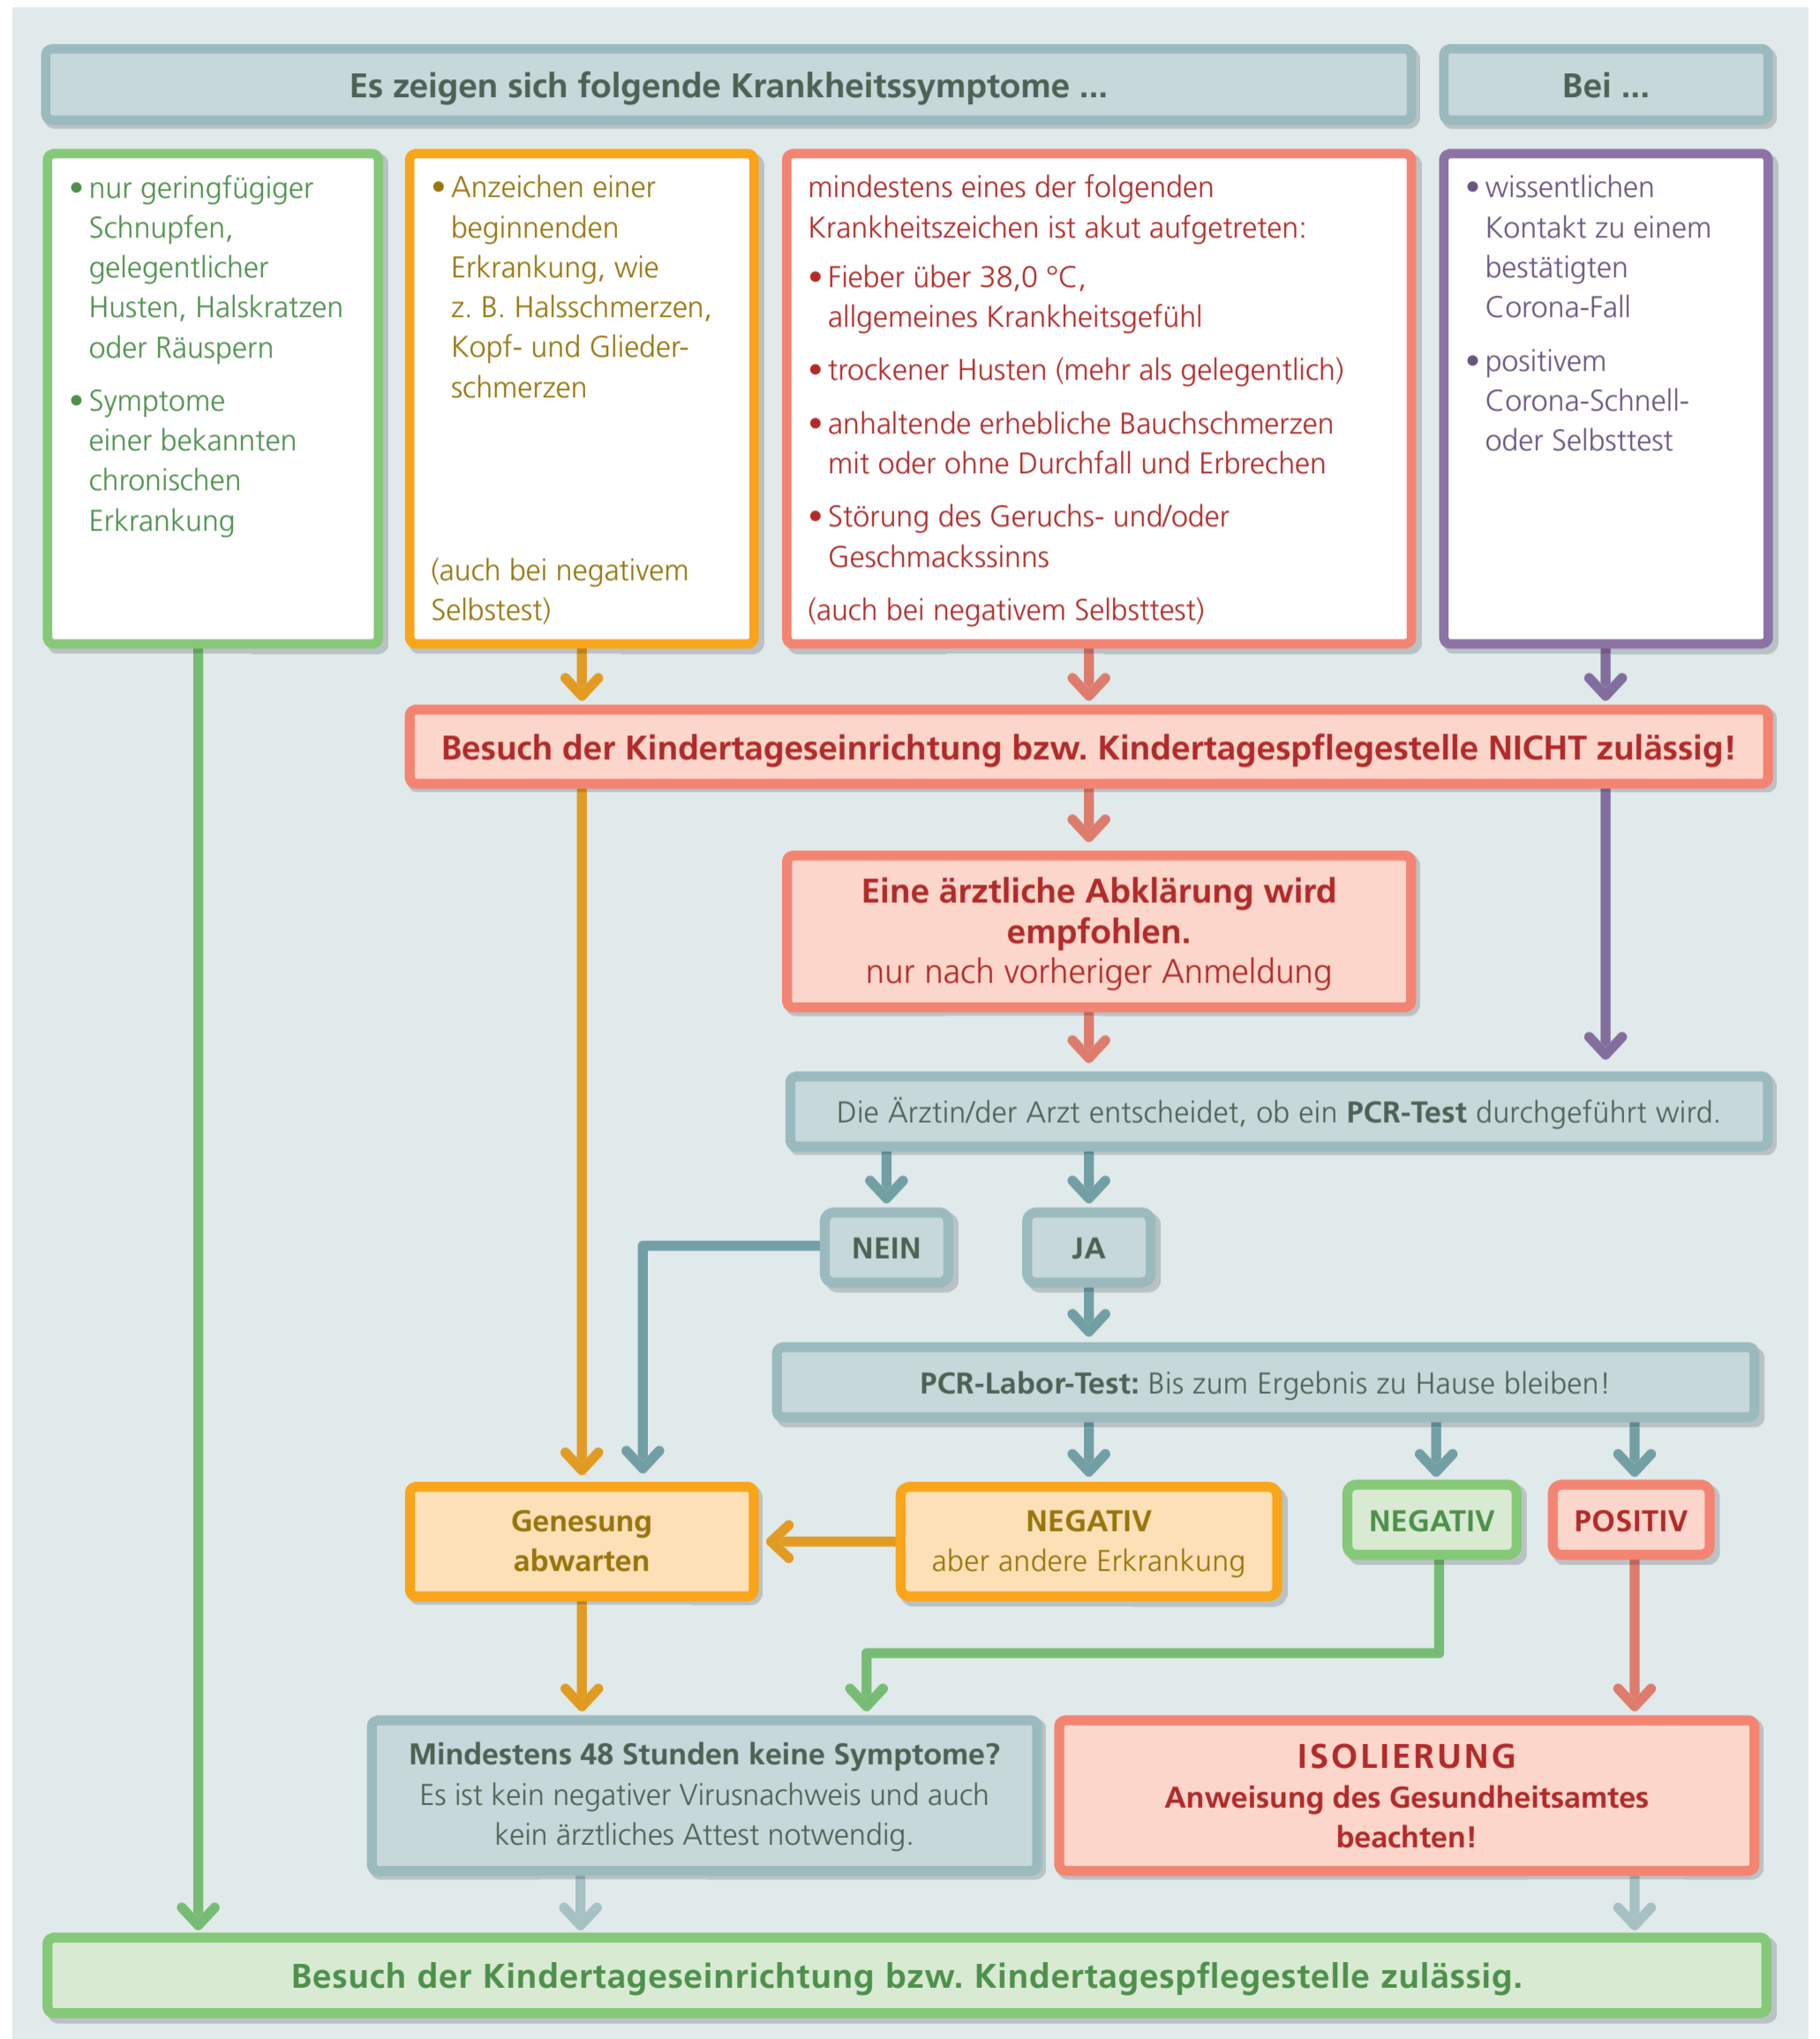 Es zeigen sich folgende Krankheitssymptome ...
Bei ...
• nur geringfügiger
Schnupfen,
gelegentlicher
Husten, Halskratzen
oder Räuspern
• Symptome
einer bekannten
chronischen
Erkrankung
• Anzeichen einer
beginnenden
Erkrankung, wie
z. B. Halsschmerzen,
Kopf- und Glieder-
schmerzen
(auch bei negativem
Selbstest)
mindestens eines der folgenden
Krankheitszeichen ist akut aufgetreten:
• Fieber über 38,0 °C,
allgemeines Krankheitsgefühl
• trockener Husten (mehr als gelegentlich)
• anhaltende erhebliche Bauchschmerzen
mit oder ohne Durchfall und Erbrechen
• Störung des Geruchs- und/oder
Geschmackssinns
(auch bei negativem Selbsttest)
• wissentlichen
Kontakt zu einem
bestätigten
Corona-Fall
• positivem
Corona-Schnell-
oder Selbsttest
Besuch der Kindertageseinrichtung bzw. Kindertagespflegestelle NICHT zulässig!
Eine ärztliche Abklärung wird
empfohlen.
nur nach vorheriger Anmeldung
Die Ärztin/der Arzt entscheidet, ob ein PCR-Test durchgeführt wird.
NEIN
JA
PCR-Labor-Test: Bis zum Ergebnis zu Hause bleiben!
Genesung
abwarten
NEGATIV
aber andere Erkrankung
NEGATIV
POSITIV
Mindestens 48 Stunden keine Symptome?
Es ist kein negativer Virusnachweis und auch
kein ärztliches Attest notwendig.
ISOLIERUNG
Anweisung des Gesundheitsamtes
beachten!
Besuch der Kindertageseinrichtung bzw. Kindertagespflegestelle zulässig.